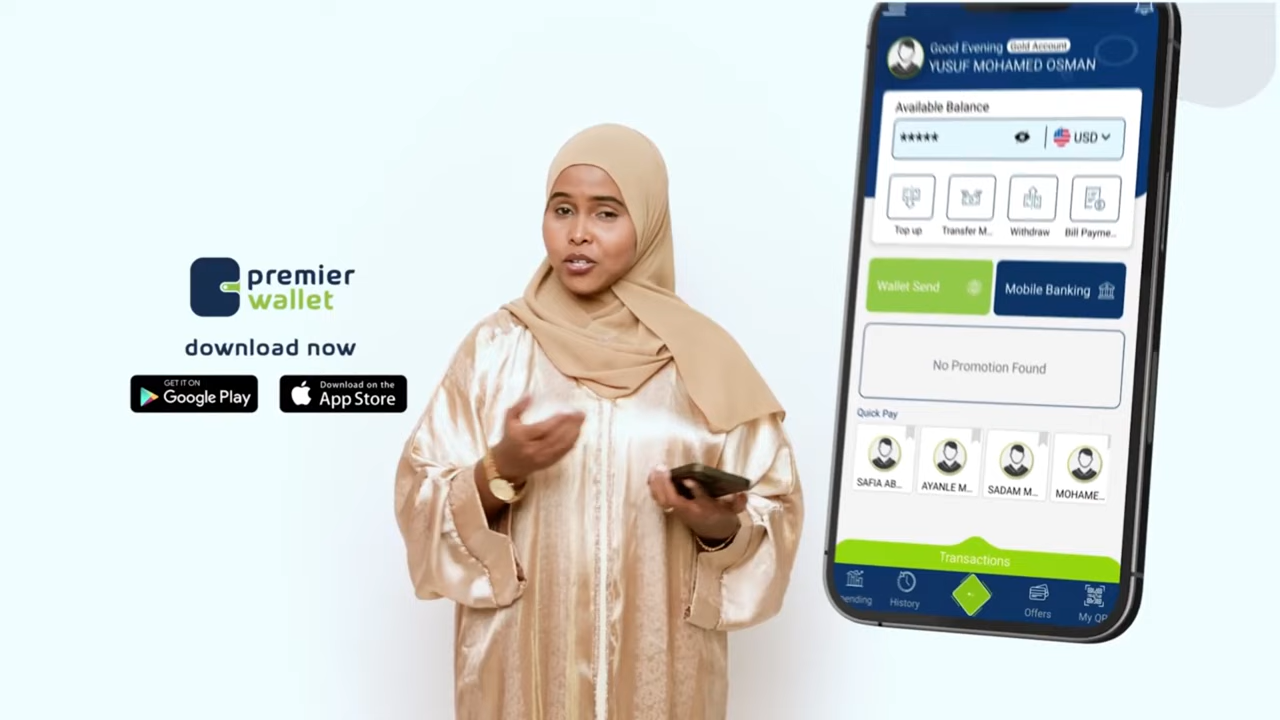 premier
wallet
download now
GET IT ON
Google Play
Download on the
App Store
Good Evening Gold Account
YUSUF MOHAMED OSMAN
Available Balance
***** USD
Top up Transfer M... Withdraw Bill Payme...
Wallet Send Mobile Banking
No Promotion Found
Quick Pay
SAFIA AB... AYANLE M... SADAM M... MOHAME...
Transactions
ending History Offers My QR